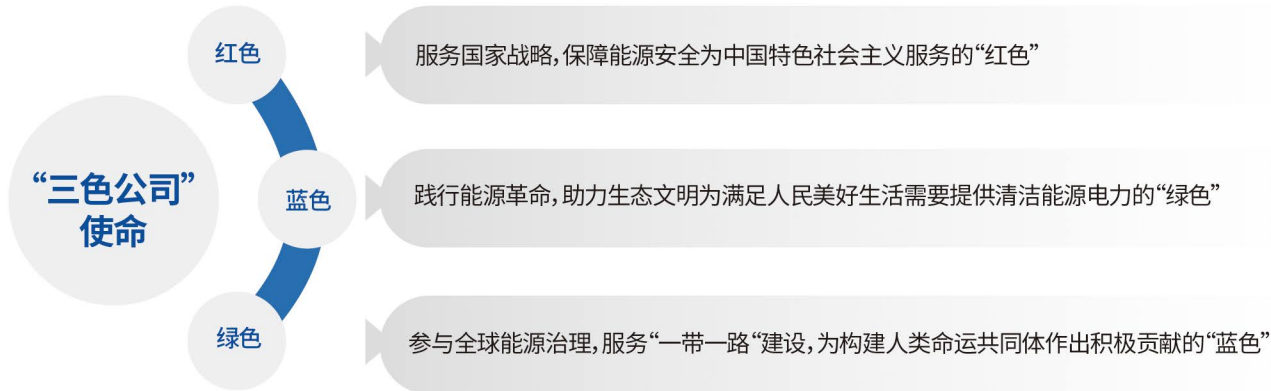 “三色公司”
使命
红色
服务国家战略，保障能源安全为中国特色社会主义服务的“红色”
蓝色
践行能源革命，助力生态文明为满足人民美好生活需要提供清洁能源电力的“绿色”
绿色
参与全球能源治理，服务“一带一路“建设，为构建人类命运共同体作出积极贡献的“蓝色”